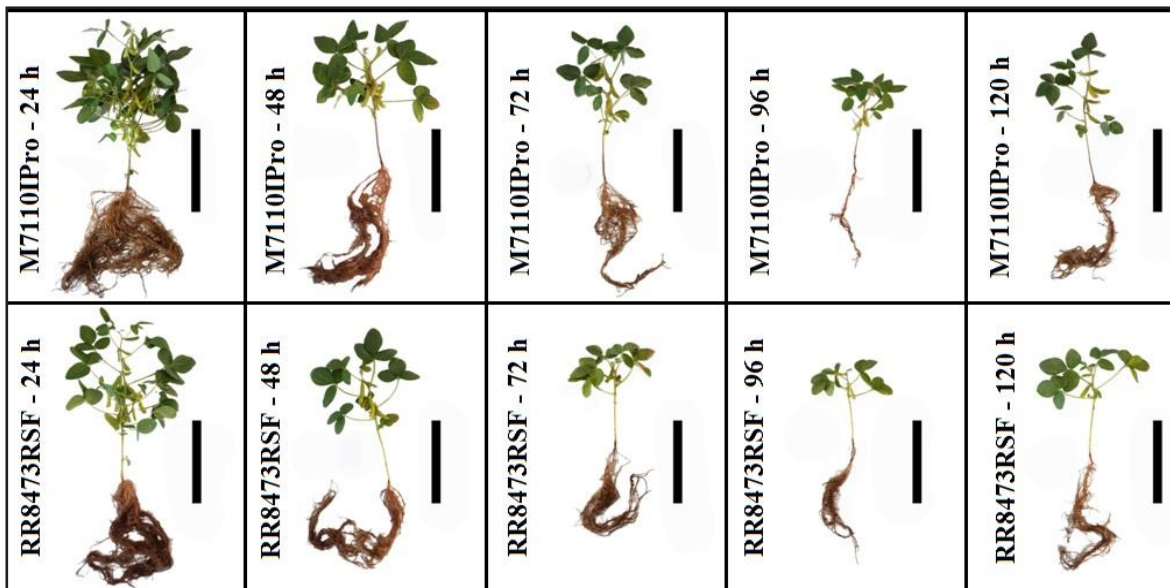 M7110IPro - 24 h
M7110IPro - 48 h
M7110IPro - 72 h
M7110IPro - 96 h
M7110IPro - 120 h
RR8473RSF - 24 h
RR8473RSF - 48 h
RR8473RSF - 72 h
RR8473RSF - 96 h
RR8473RSF - 120 h